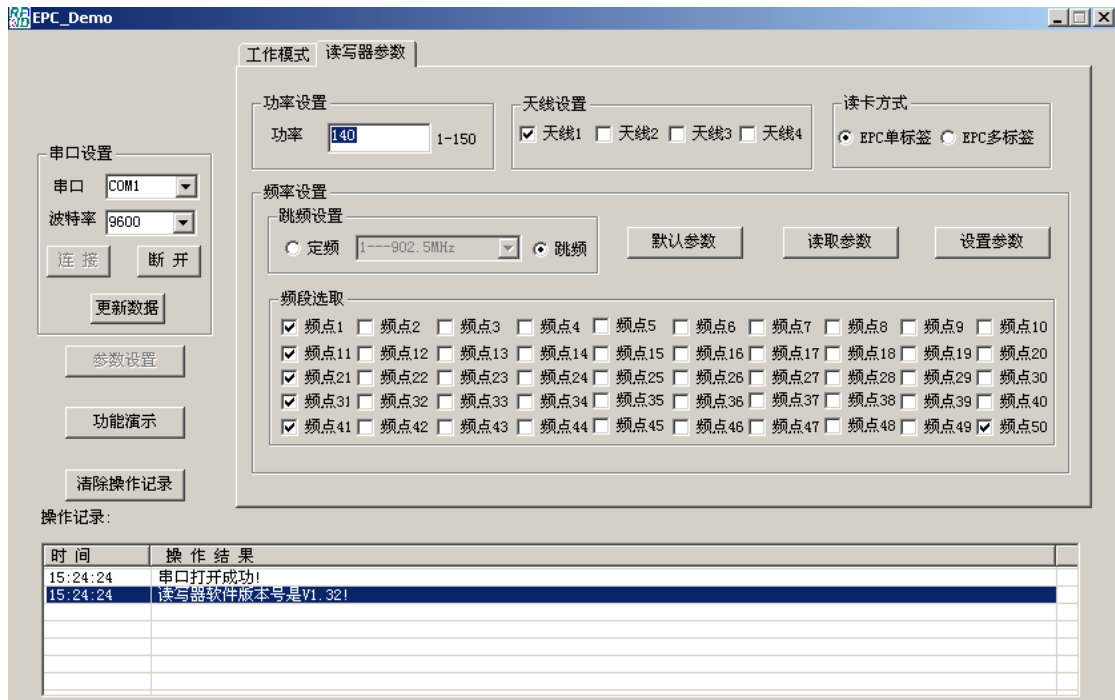 EPC_Demo
工作模式 读写器参数
功率设置
功率 140 1-150
天线设置
天线1 天线2 天线3 天线4
读卡方式
EPC单标签 EPC多标签
串口设置
串口 COM1
波特率 9600
连接 断开
更新数据
参数设置
功能演示
清除操作记录
频率设置
跳频设置
定频 1---902.5MHz 跳频
默认参数 读取参数 设置参数
频段选取
频点1 频点2 频点3 频点4 频点5 频点6 频点7 频点8 频点9 频点10
频点11 频点12 频点13 频点14 频点15 频点16 频点17 频点18 频点19 频点20
频点21 频点22 频点23 频点24 频点25 频点26 频点27 频点28 频点29 频点30
频点31 频点32 频点33 频点34 频点35 频点36 频点37 频点38 频点39 频点40
频点41 频点42 频点43 频点44 频点45 频点46 频点47 频点48 频点49 频点50
操作记录:
时间 操作结果
15:24:24 串口打开成功!
15:24:24 读写器软件版本号是V1.32!